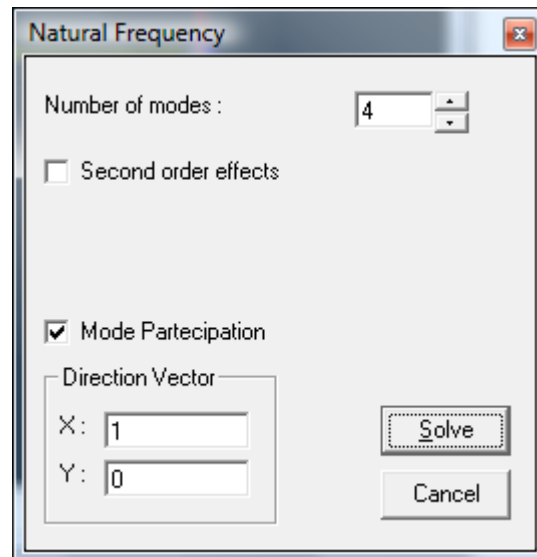 Natural Frequency
Number of modes : 4
Second order effects
Mode Partecipation
Direction Vector
X : 1
Y : 0
Solve
Cancel